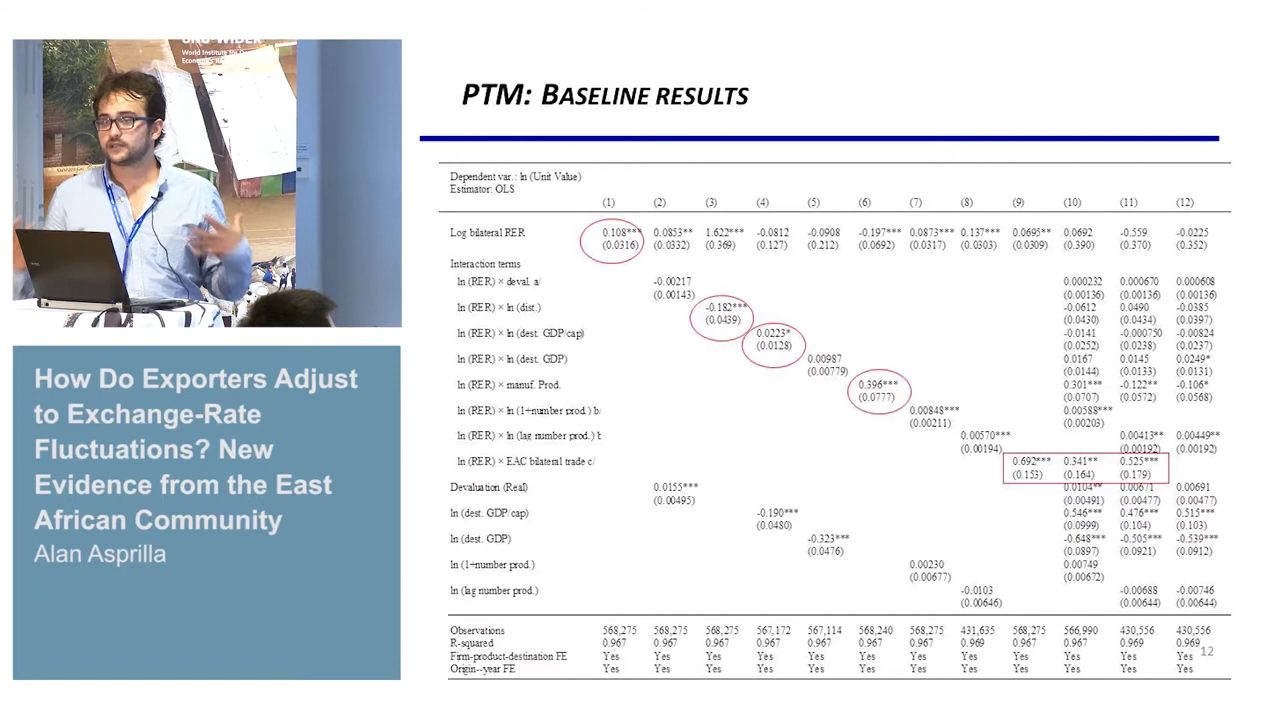 UNU-WIDER
World Institute for De
Economics Re
PTM: BASELINE RESULTS
Dependent var.: ln (Unit Value)
Estimator: OLS
(1) (2) (3) (4) (5) (6) (7) (8) (9) (10) (11) (12)
Log bilateral RER 0.108*** 0.0853** 1.622*** -0.0812 -0.0908 -0.197*** 0.0873*** 0.137*** 0.0695** 0.0692 -0.559 -0.0225
(0.0316) (0.0332) (0.369) (0.127) (0.212) (0.0692) (0.0317) (0.0303) (0.0309) (0.390) (0.370) (0.352)
Interaction terms
ln (RER) × deval. a/ -0.00217 0.000232 0.000670 0.000608
(0.00143) (0.00136) (0.00136) (0.00136)
ln (RER) × ln (dist.) -0.182*** -0.0612 0.0490 -0.0385
(0.0439) (0.0430) (0.0434) (0.0397)
ln (RER) × ln (dest. GDP/cap) 0.0223* -0.0141 -0.000750 -0.00824
(0.0128) (0.0252) (0.0238) (0.0237)
ln (RER) × ln (dest. GDP) 0.00987 0.0167 0.0145 0.0249*
(0.00779) (0.0144) (0.0133) (0.0131)
ln (RER) × manuf. Prod. 0.396*** 0.301*** -0.122** -0.106*
(0.0777) (0.0707) (0.0572) (0.0568)
ln (RER) × ln (1+number prod.) b/ 0.00848*** 0.00588***
(0.00211) (0.00203)
ln (RER) × ln (lag number prod.) b 0.00570*** 0.00413** 0.00449**
(0.00194) (0.00192) (0.00192)
ln (RER) × EAC bilateral trade c/ 0.692*** 0.341** 0.525***
(0.153) (0.164) (0.179)
Devaluation (Real) 0.0155*** 0.0104** 0.00671 0.00691
(0.00495) (0.00491) (0.00477) (0.00477)
ln (dest. GDP/cap) -0.190*** 0.546*** 0.476*** 0.515***
(0.0480) (0.0999) (0.104) (0.103)
ln (dest. GDP) -0.323*** -0.648*** -0.505*** -0.539***
(0.0476) (0.0897) (0.0921) (0.0912)
ln (1+number prod.) 0.00230 0.00749
(0.00677) (0.00672)
ln (lag number prod.) -0.0103 -0.00688 -0.00746
(0.00646) (0.00644) (0.00644)
Observations 568,275 568,275 568,275 567,172 567,114 568,240 568,275 431,635 568,275 566,990 430,556 430,556
R-squared 0.967 0.967 0.967 0.967 0.967 0.967 0.967 0.969 0.967 0.967 0.969 0.969
Firm-product-destination FE Yes Yes Yes Yes Yes Yes Yes Yes Yes Yes Yes Yes
Origin--year FE Yes Yes Yes Yes Yes Yes Yes Yes Yes Yes Yes Yes
12
How Do Exporters Adjust
to Exchange-Rate
Fluctuations? New
Evidence from the East
African Community
Alan Asprilla